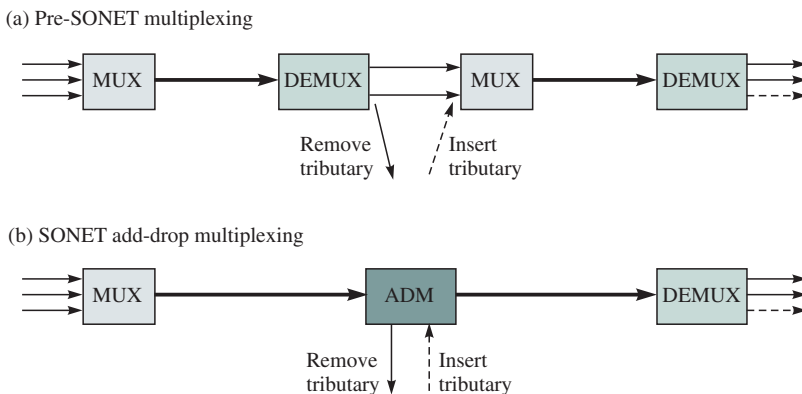 (a) Pre-SONET multiplexing
MUX
DEMUX
MUX
DEMUX
Remove
tributary
Insert
tributary
(b) SONET add-drop multiplexing
MUX
ADM
DEMUX
Remove
tributary
Insert
tributary